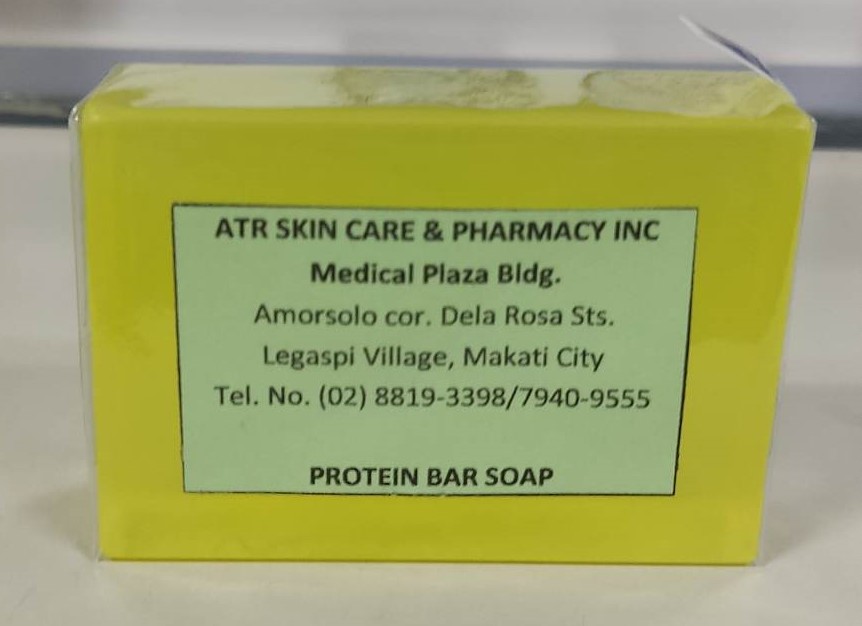 ATR SKIN CARE & PHARMACY INC
Medical Plaza Bldg.
Amorsolo cor. Dela Rosa Sts.
Legaspi Village, Makati City
Tel. No. (02) 8819-3398/7940-9555
PROTEIN BAR SOAP